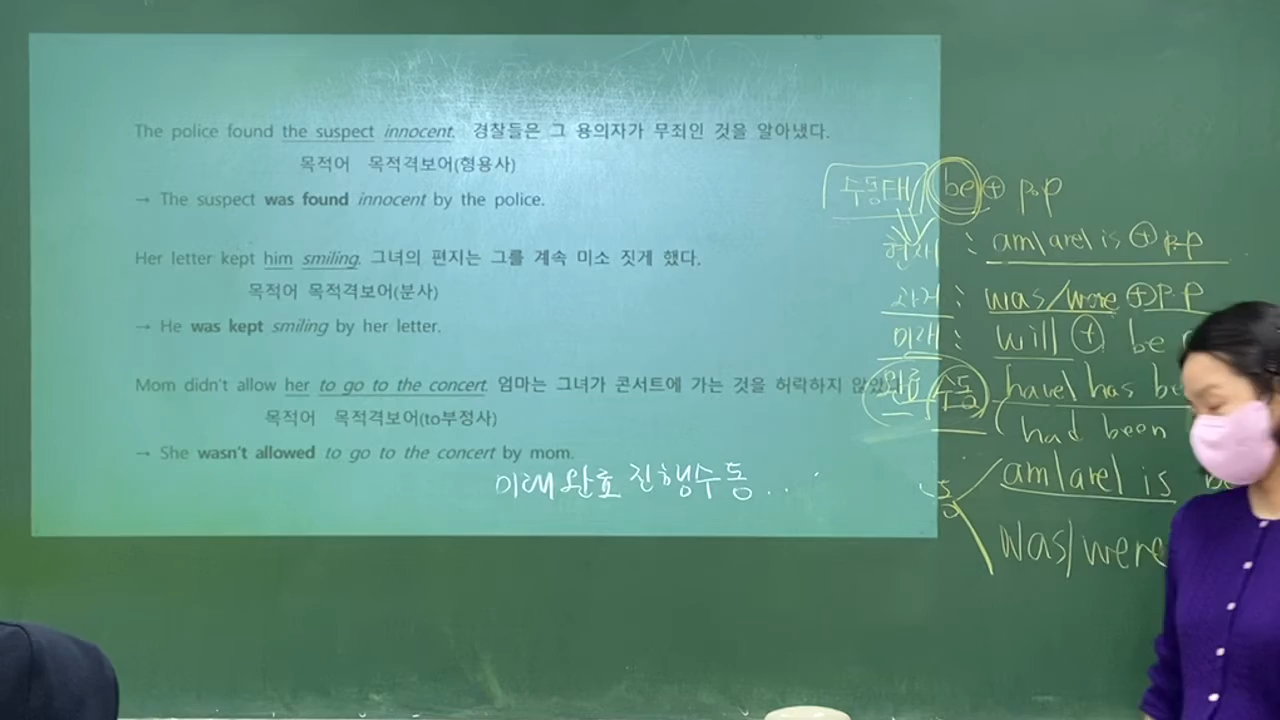 The police found the suspect innocent. 경찰들은 그 용의자가 무죄인 것을 알아냈다.
목적어 목적격보어(형용사)
→ The suspect was found innocent by the police.
Her letter kept him smiling. 그녀의 편지는 그를 계속 미소 짓게 했다.
목적어 목적격보어(분사)
→ He was kept smiling by her letter.
Mom didn't allow her to go to the concert. 엄마는 그녀가 콘서트에 가는 것을 허락하지
목적어 목적격보어(to부정사)
→ She wasn't allowed to go to the concert by mom.
미래완료 진행수동...
수동태 be + p.p
현재 : am/are/is + p.p
과거 : was/were + p.p
미래 : will + be
완료 수동 have/has
had been
am/are/is
was/were